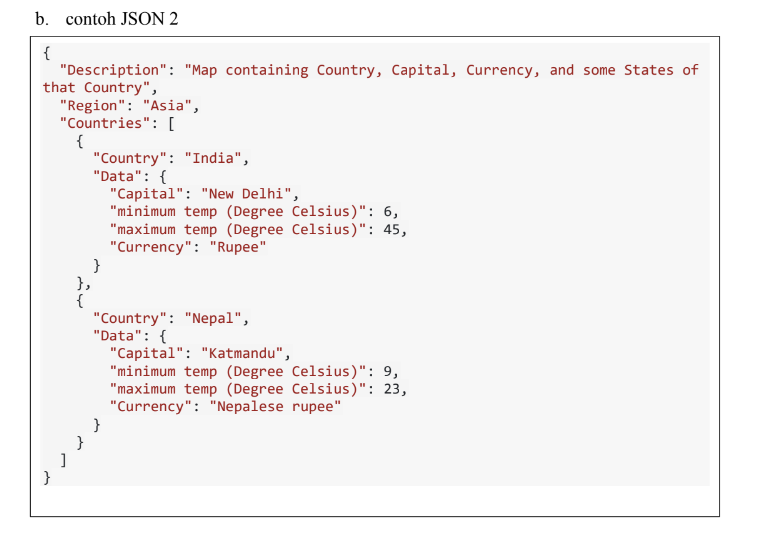 b. contoh JSON 2
{
  "Description": "Map containing Country, Capital, Currency, and some States of
that Country",
  "Region": "Asia",
  "Countries": [
    {
      "Country": "India",
      "Data": {
        "Capital": "New Delhi",
        "minimum temp (Degree Celsius)": 6,
        "maximum temp (Degree Celsius)": 45,
        "Currency": "Rupee"
      }
    },
    {
      "Country": "Nepal",
      "Data": {
        "Capital": "Katmandu",
        "minimum temp (Degree Celsius)": 9,
        "maximum temp (Degree Celsius)": 23,
        "Currency": "Nepalese rupee"
      }
    }
  ]
}